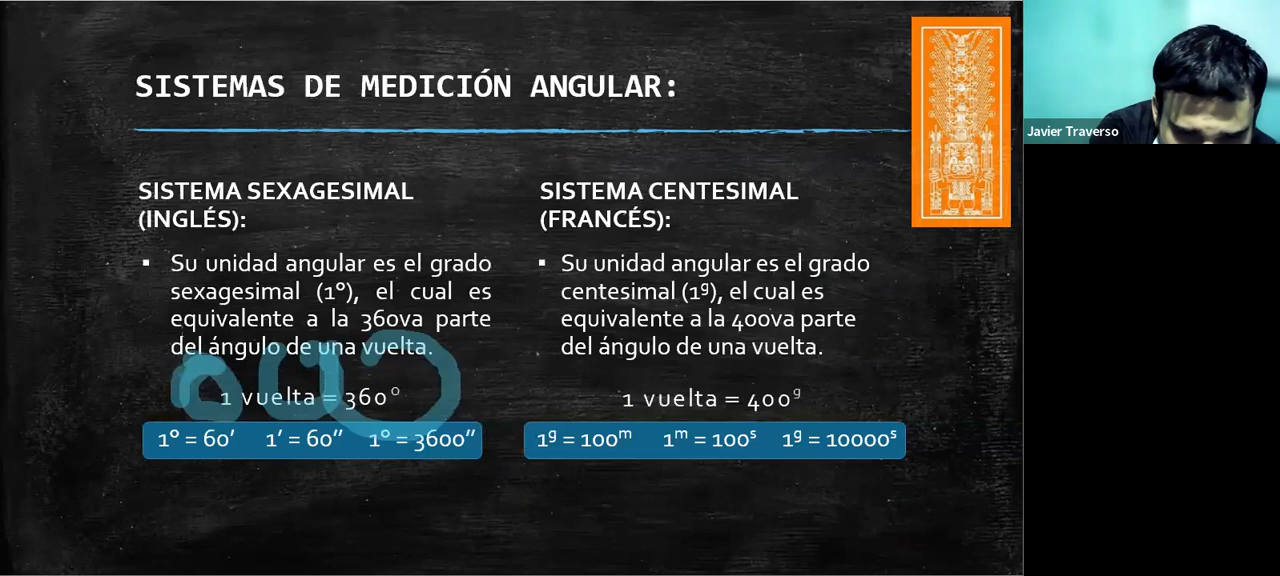 SISTEMAS DE MEDICIÓN ANGULAR:
SISTEMA SEXAGESIMAL
(INGLÉS):
▪ Su unidad angular es el grado
sexagesimal (1°), el cual es
equivalente a la 360va parte
del ángulo de una vuelta.
1 vuelta = 360°
1° = 60′ 1′ = 60′′ 1° = 3600′′
SISTEMA CENTESIMAL
(FRANCÉS):
▪ Su unidad angular es el grado
centesimal (1ᵍ), el cual es
equivalente a la 400va parte
del ángulo de una vuelta.
1 vuelta = 400ᵍ
1ᵍ = 100ᵐ 1ᵐ = 100ˢ 1ᵍ = 10000ˢ
Javier Traverso